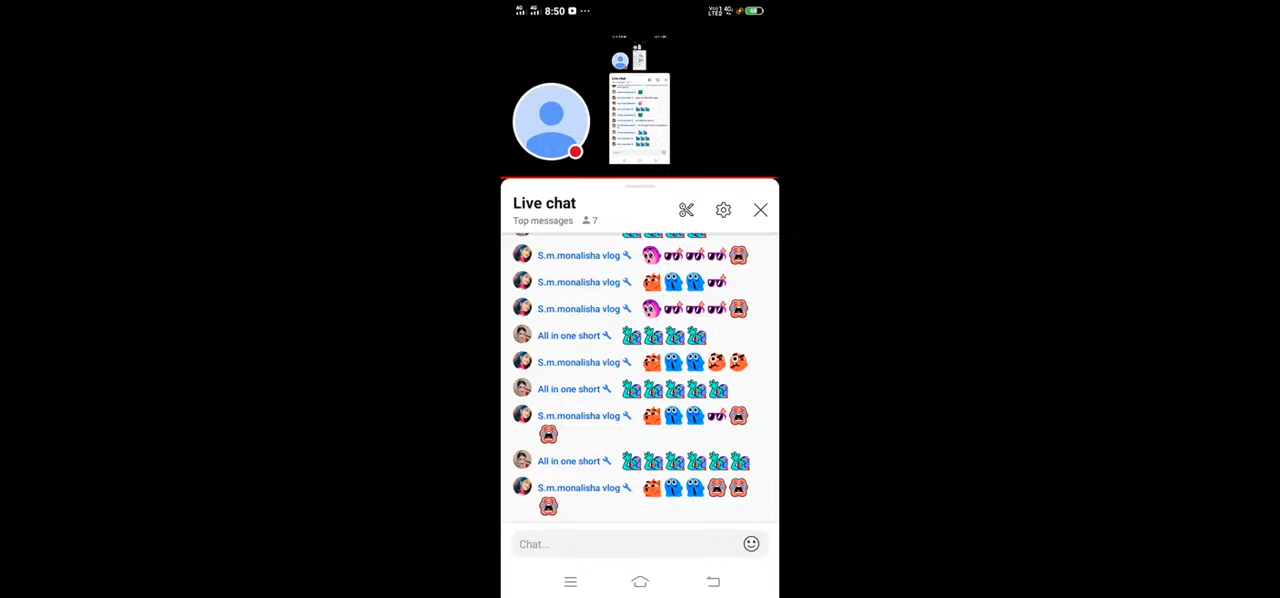 8:50
Live chat
Top messages 7
S.m.monalisha vlog
S.m.monalisha vlog
S.m.monalisha vlog
All in one short
S.m.monalisha vlog
All in one short
S.m.monalisha vlog
All in one short
S.m.monalisha vlog
Chat...